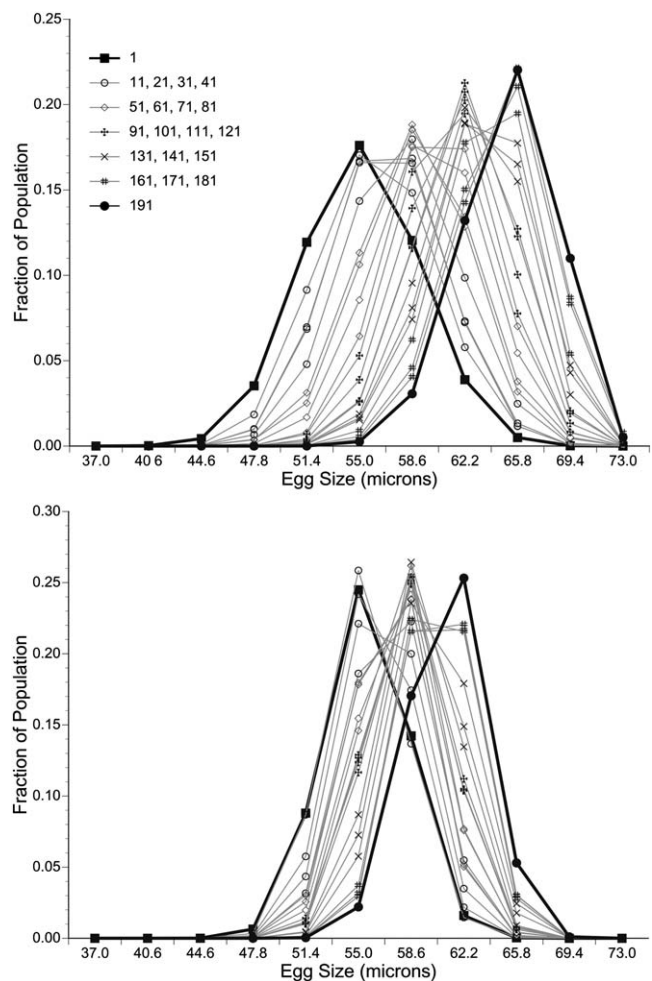 0.25
0.20
0.15
0.10
0.05
0.00
Fraction of Population
1
11, 21, 31, 41
51, 61, 71, 81
91, 101, 111, 121
131, 141, 151
161, 171, 181
191
37.0 40.6 44.6 47.8 51.4 55.0 58.6 62.2 65.8 69.4 73.0
Egg Size (microns)
0.30
0.25
0.20
0.15
0.10
0.05
0.00
Fraction of Population
37.0 40.6 44.6 47.8 51.4 55.0 58.6 62.2 65.8 69.4 73.0
Egg Size (microns)